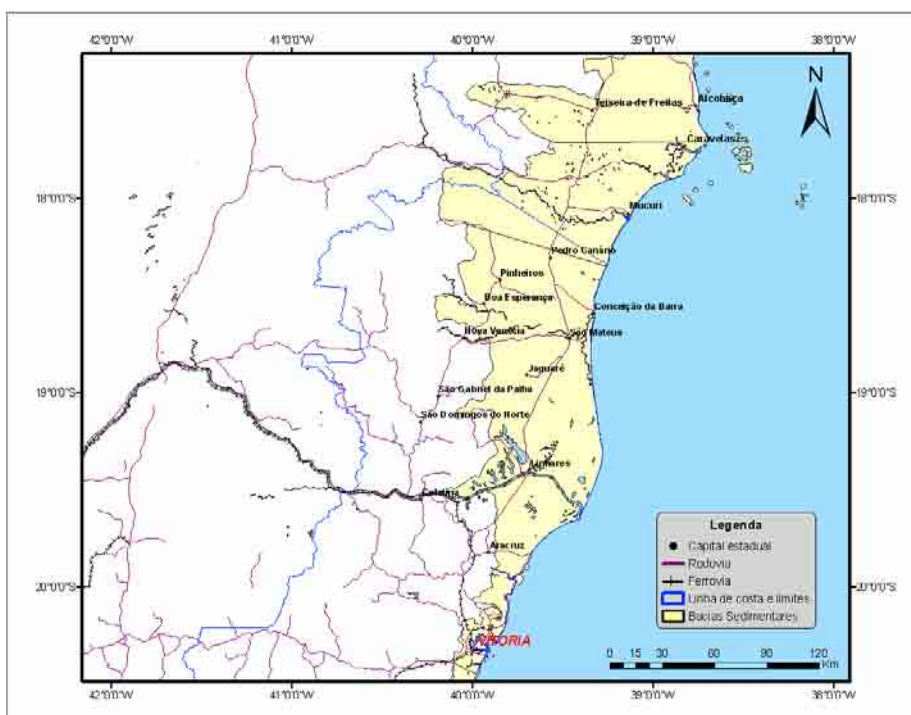 42°0'0"W 41°0'0"W 40°0'0"W 39°0'0"W 38°0'0"W
N
Teixeira de Freitas
Alcobaça
Caravelas
18°0'0"S
18°0'0"S
Mucuri
Pedro Canário
Pinheiros
Boa Esperança
Conceição da Barra
Nova Venécia
São Mateus
Jaguaré
19°0'0"S
19°0'0"S
São Gabriel da Palha
São Domingos do Norte
Linhares
Colatina
Aracruz
20°0'0"S
20°0'0"S
VITORIA
Legenda
Capital estadual
Rodovia
Ferrovia
Linha de costa e limites
Bacias Sedimentares
0 15 30 60 90 120
Km
42°0'0"W 41°0'0"W 40°0'0"W 39°0'0"W 38°0'0"W